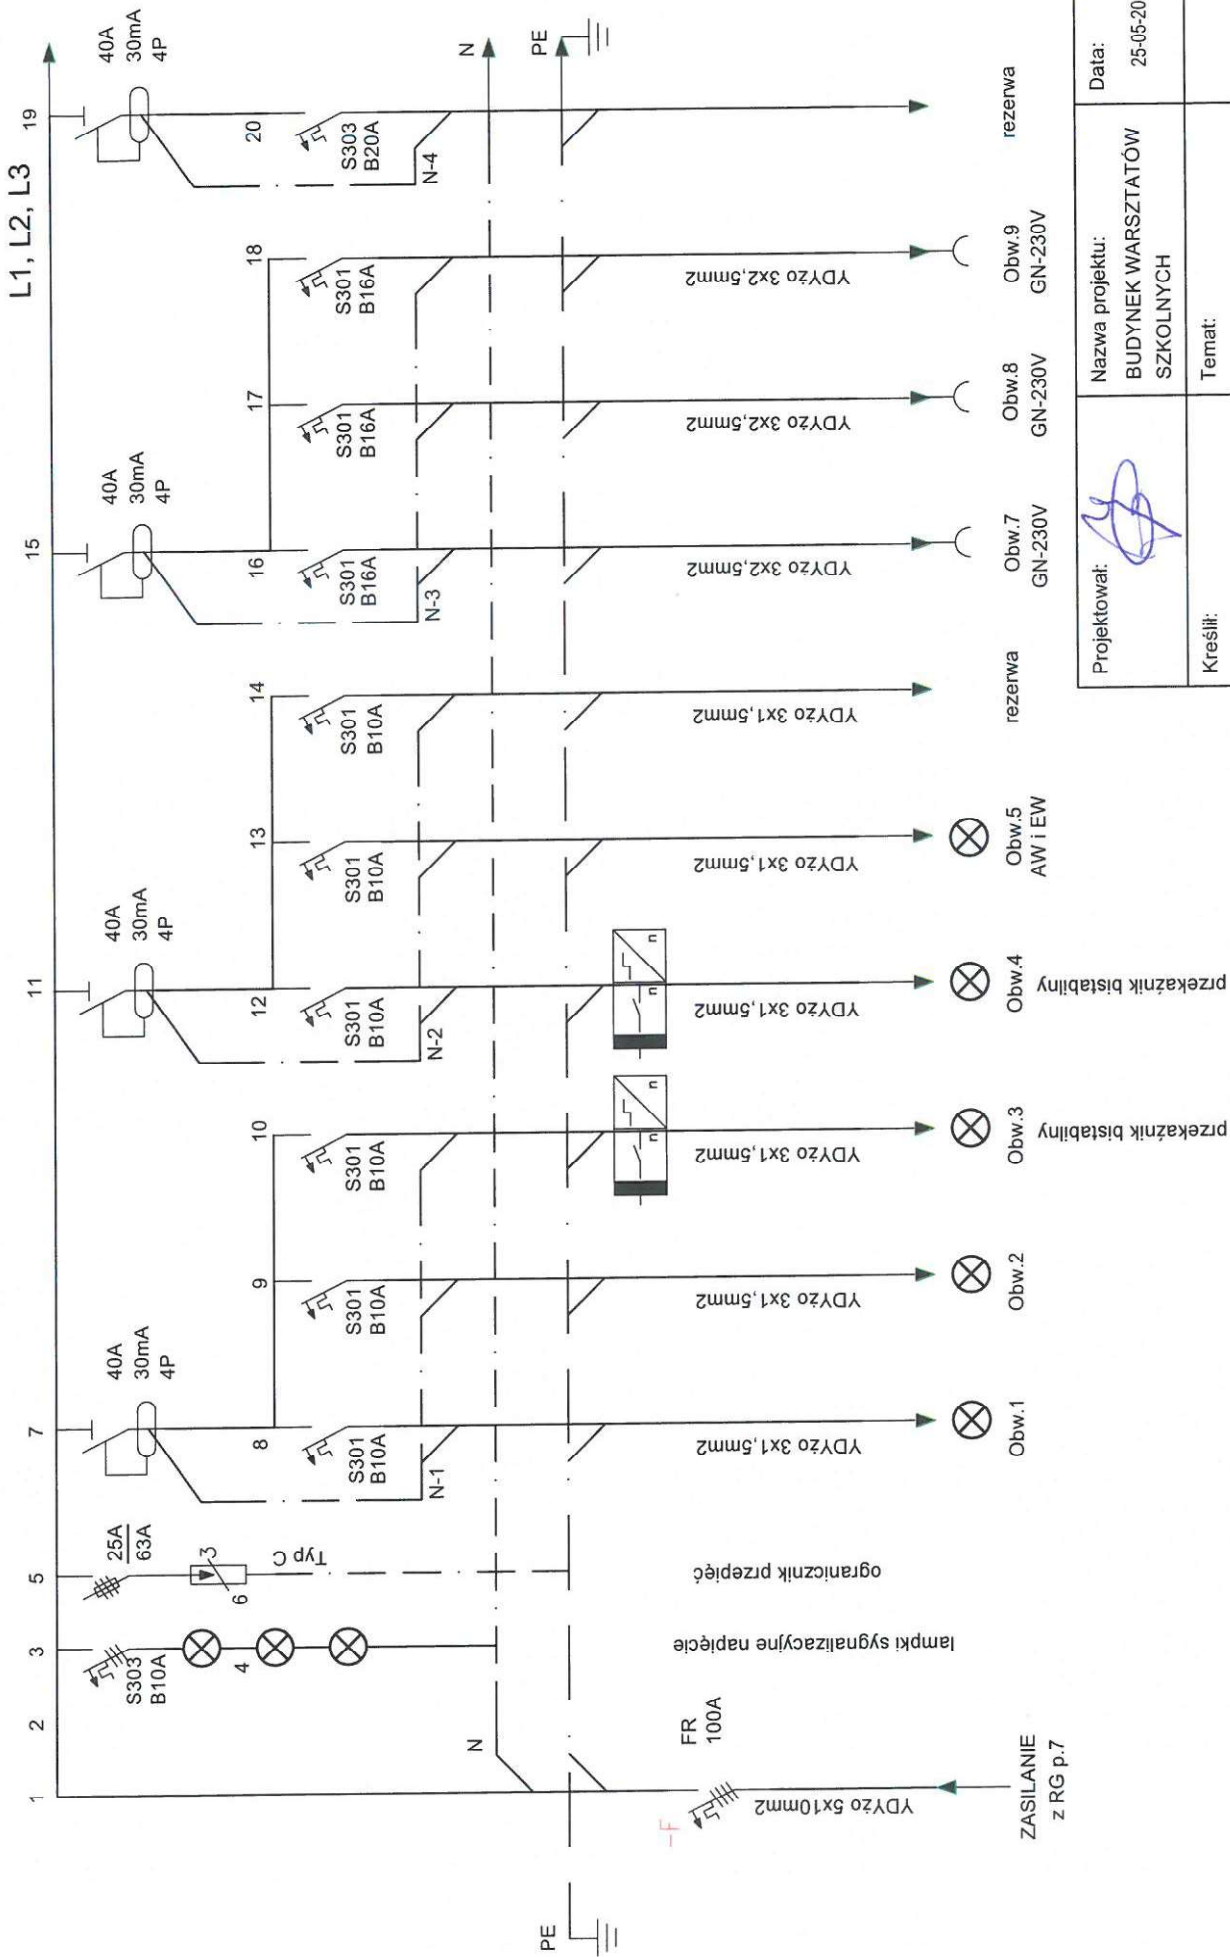 L1, L2, L3
1
2
3
5
7
11
15
19
S303
B10A
4
25A
63A
3
6
Typ C
40A
30mA
4P
40A
30mA
4P
40A
30mA
4P
40A
30mA
4P
8
9
10
12
13
14
16
17
18
20
S301
B10A
S301
B10A
S301
B10A
S301
B10A
S301
B10A
S301
B10A
S301
B16A
S301
B16A
S301
B16A
S303
B20A
N-1
N-2
N-3
N-4
N
N
PE
PE
FR
100A
-F
YDYżo 5x10mm2
lampki sygnalizacyjne napięcie
ogranicznik przepięć
n
n
n
n
YDYżo 3x1,5mm2
YDYżo 3x1,5mm2
YDYżo 3x1,5mm2
YDYżo 3x1,5mm2
YDYżo 3x1,5mm2
YDYżo 3x1,5mm2
YDYżo 3x2,5mm2
YDYżo 3x2,5mm2
YDYżo 3x2,5mm2
ZASILANIE
z RG p.7
Obw.1
Obw.2
Obw.3
przekaźnik bistabilny
Obw.4
przekaźnik bistabilny
Obw.5
AW i EW
rezerwa
Obw.7
GN-230V
Obw.8
GN-230V
Obw.9
GN-230V
rezerwa
Projektował:
Nazwa projektu:
BUDYNEK WARSZTATÓW
SZKOLNYCH
Data:
25-05-20
Kreślił:
Temat: